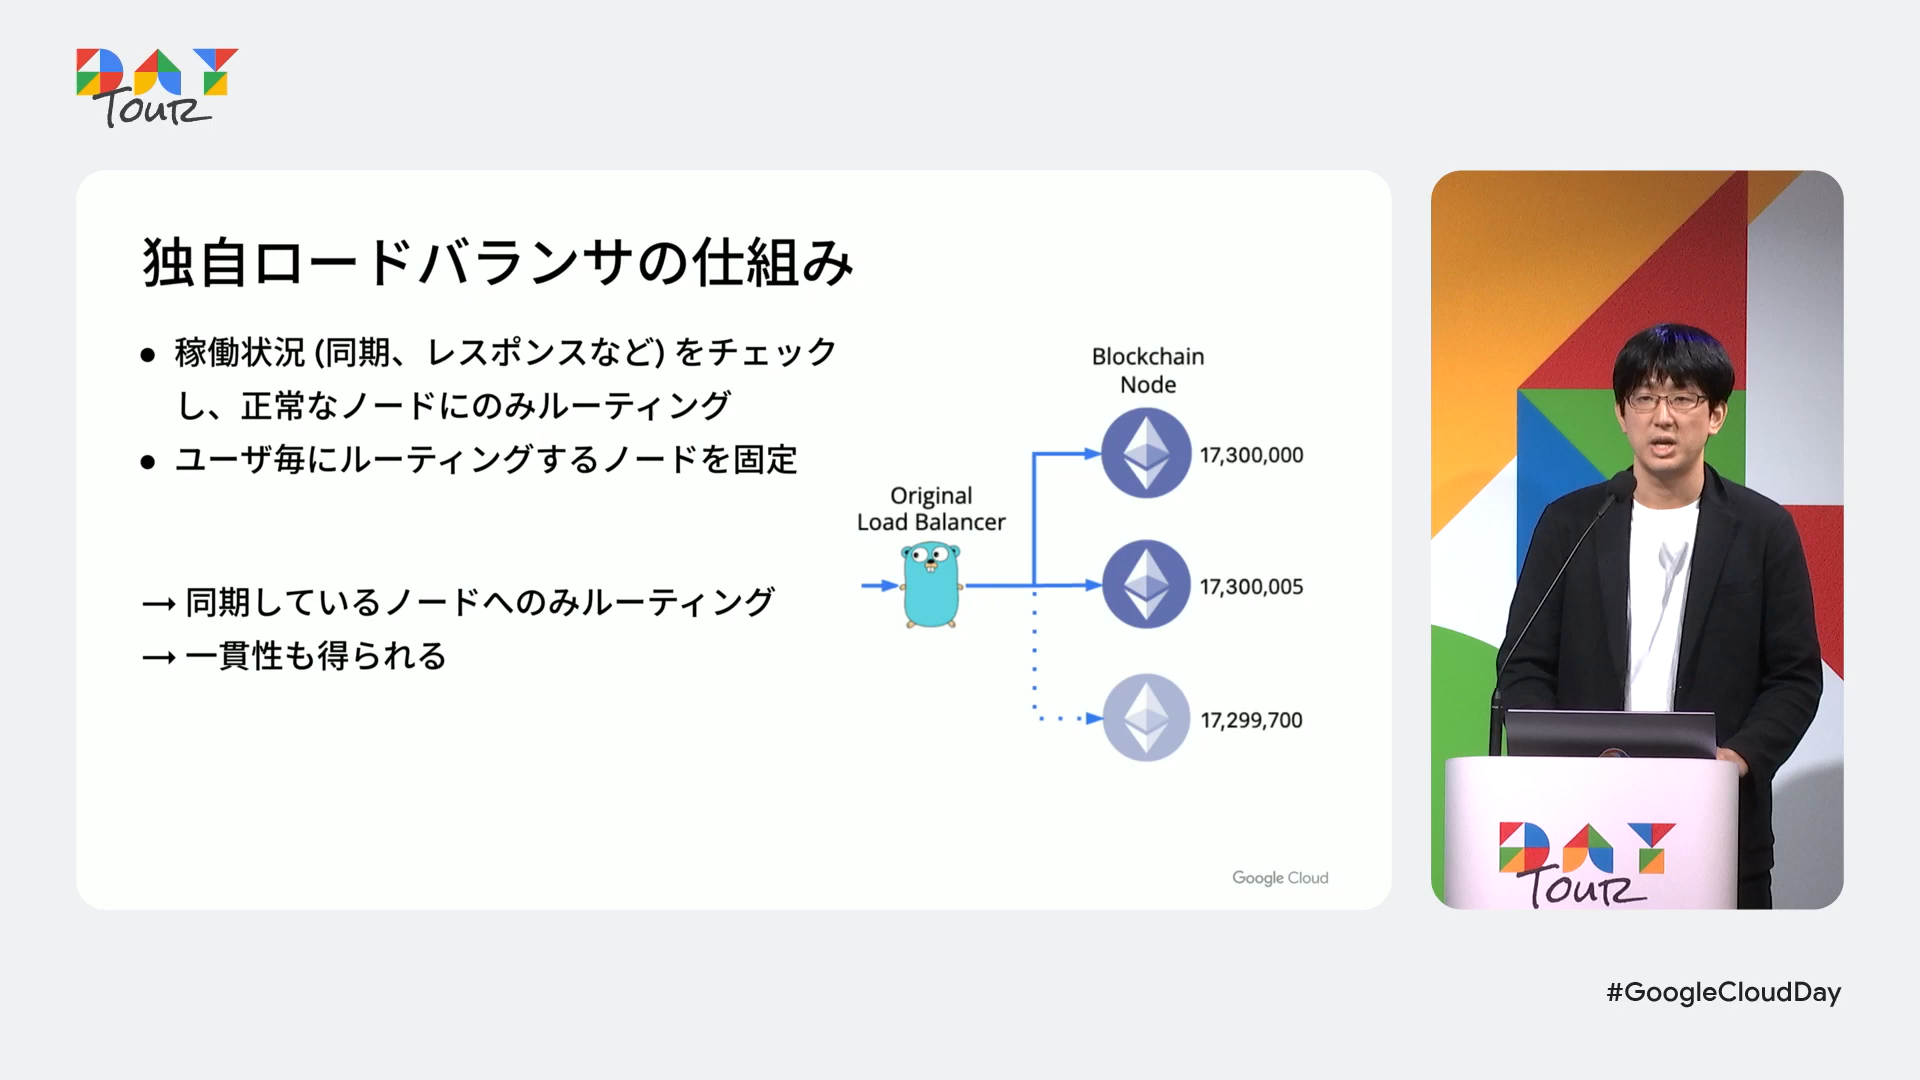 DAY
Tour
独自ロードバランサの仕組み
● 稼働状況 (同期、レスポンスなど) をチェック
し、正常なノードにのみルーティング
● ユーザ毎にルーティングするノードを固定
→ 同期しているノードへのみルーティング
→ 一貫性も得られる
Blockchain
Node
17,300,000
Original
Load Balancer
17,300,005
17,299,700
Google Cloud
DAY
Tour
#GoogleCloudDay